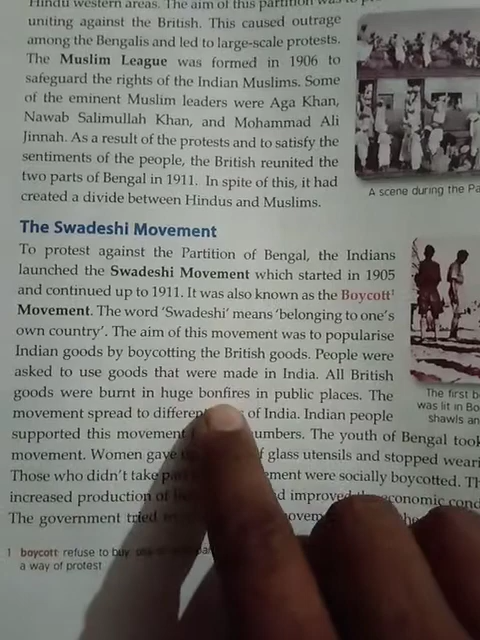 Hindu western areas. The aim of this partition was to
uniting against the British. This caused outrage
among the Bengalis and led to large-scale protests.
The Muslim League was formed in 1906 to
safeguard the rights of the Indian Muslims. Some
of the eminent Muslim leaders were Aga Khan,
Nawab Salimullah Khan, and Mohammad Ali
Jinnah. As a result of the protests and to satisfy the
sentiments of the people, the British reunited the
two parts of Bengal in 1911. In spite of this, it had
created a divide between Hindus and Muslims.
A scene during the Pa
The Swadeshi Movement
To protest against the Partition of Bengal, the Indians
launched the Swadeshi Movement which started in 1905
and continued up to 1911. It was also known as the Boycott¹
Movement. The word 'Swadeshi' means 'belonging to one's
own country'. The aim of this movement was to popularise
Indian goods by boycotting the British goods. People were
asked to use goods that were made in India. All British
goods were burnt in huge bonfires in public places. The
movement spread to different of India. Indian people
supported this movement numbers. The youth of Bengal took
movement. Women gave glass utensils and stopped weari
Those who didn't take were socially boycotted. Th
increased production of improved economic cond
The government tried
The first b
was lit in Bo
shawls an
1 boycott refuse to buy
a way of protest